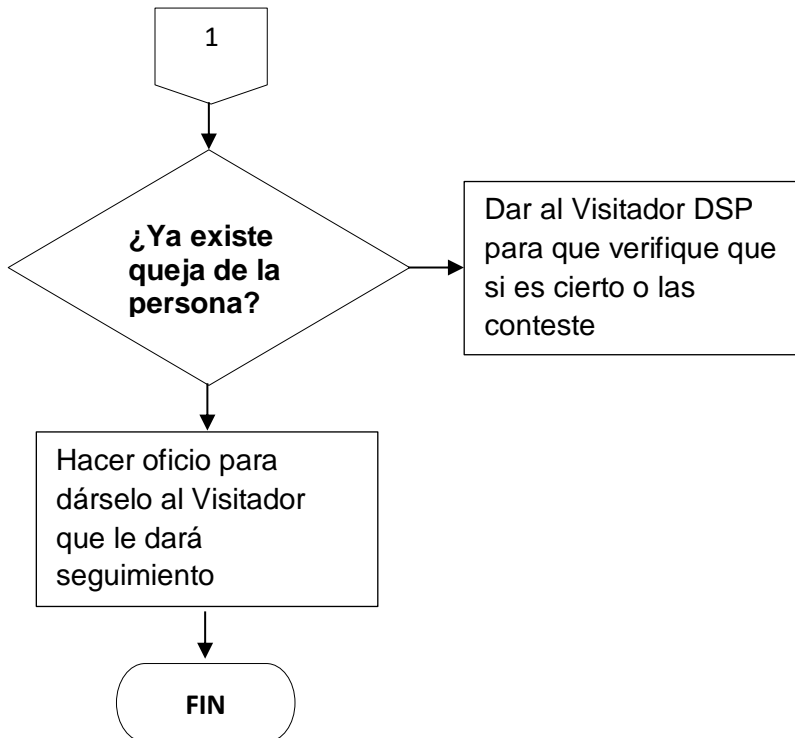 1
¿Ya existe
queja de la
persona?
Dar al Visitador DSP
para que verifique que
si es cierto o las
conteste
Hacer oficio para
dárselo al Visitador
que le dará
seguimiento
FIN